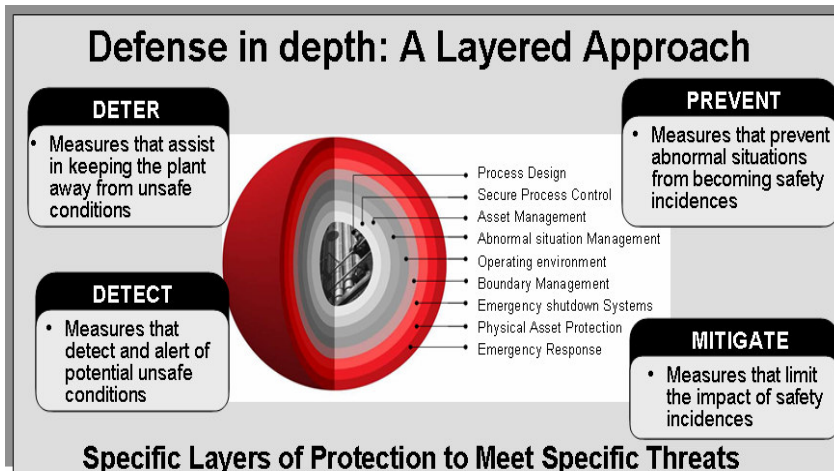 Defense in depth: A Layered Approach
DETER
• Measures that assist
in keeping the plant
away from unsafe
conditions
PREVENT
• Measures that prevent
abnormal situations
from becoming safety
incidences
Process Design
Secure Process Control
Asset Management
Abnormal situation Management
Operating environment
Boundary Management
Emergency shutdown Systems
Physical Asset Protection
Emergency Response
DETECT
• Measures that
detect and alert of
potential unsafe
conditions
MITIGATE
• Measures that limit
the impact of safety
incidences
Specific Layers of Protection to Meet Specific Threats